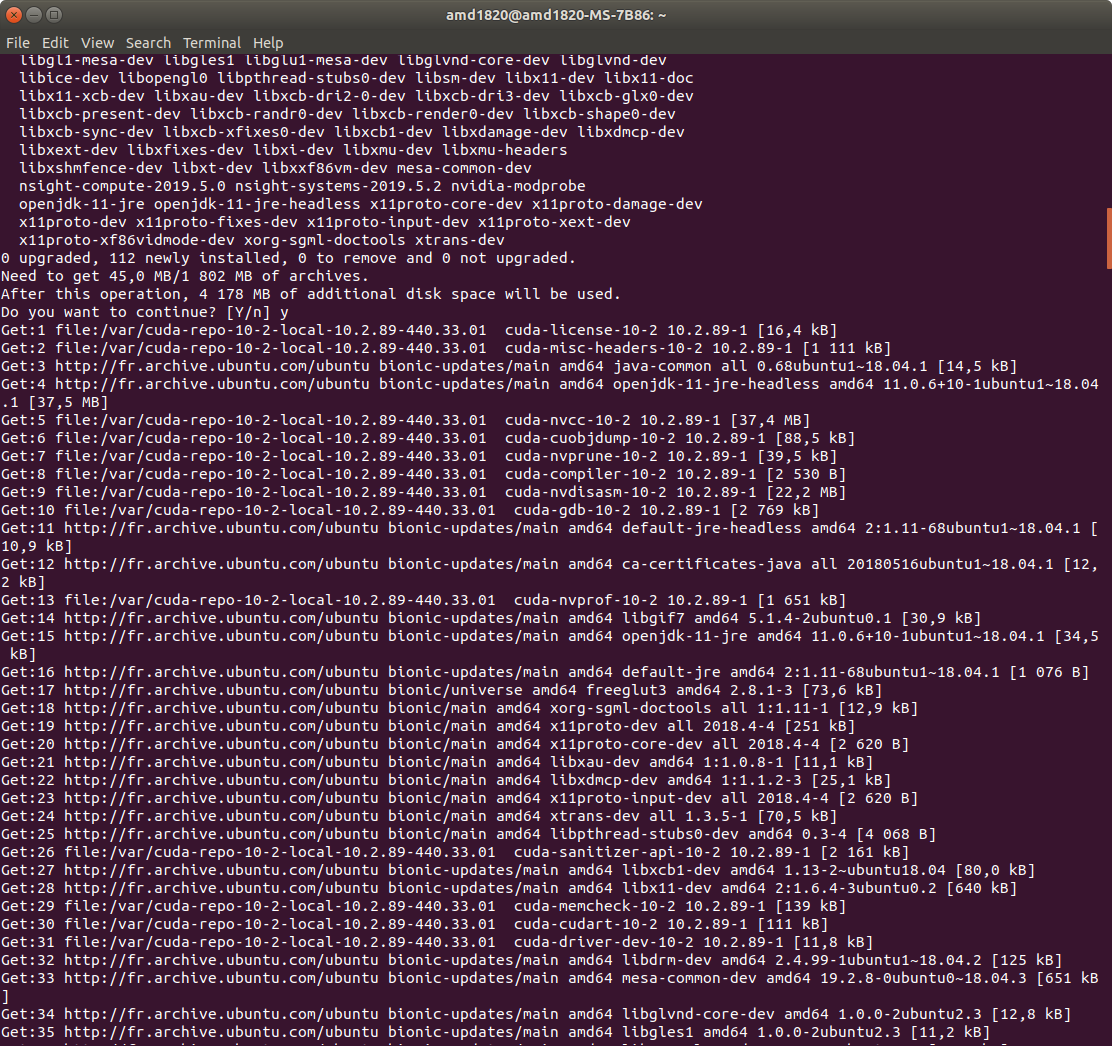 amd1820@amd1820-MS-7B86: ~
File Edit View Search Terminal Help
libgl1-mesa-dev libgles1 libglu1-mesa-dev libglvnd-core-dev libglvnd-dev
libice-dev libopengl0 libpthread-stubs0-dev libsm-dev libx11-dev libx11-doc
libx11-xcb-dev libxau-dev libxcb-dri2-0-dev libxcb-dri3-dev libxcb-glx0-dev
libxcb-present-dev libxcb-randr0-dev libxcb-render0-dev libxcb-shape0-dev
libxcb-sync-dev libxcb-xfixes0-dev libxcb1-dev libxdamage-dev libxdmcp-dev
libxext-dev libxfixes-dev libxi-dev libxmu-dev libxmu-headers
libxshmfence-dev libxt-dev libxxf86vm-dev mesa-common-dev
nsight-compute-2019.5.0 nsight-systems-2019.5.2 nvidia-modprobe
openjdk-11-jre openjdk-11-jre-headless x11proto-core-dev x11proto-damage-dev
x11proto-dev x11proto-fixes-dev x11proto-input-dev x11proto-xext-dev
x11proto-xf86vidmode-dev xorg-sgml-doctools xtrans-dev
0 upgraded, 112 newly installed, 0 to remove and 0 not upgraded.
Need to get 45,0 MB/1 802 MB of archives.
After this operation, 4 178 MB of additional disk space will be used.
Do you want to continue? [Y/n] y
Get:1 file:/var/cuda-repo-10-2-local-10.2.89-440.33.01  cuda-license-10-2 10.2.89-1 [16,4 kB]
Get:2 file:/var/cuda-repo-10-2-local-10.2.89-440.33.01  cuda-misc-headers-10-2 10.2.89-1 [1 111 kB]
Get:3 http://fr.archive.ubuntu.com/ubuntu bionic-updates/main amd64 java-common all 0.68ubuntu1~18.04.1 [14,5 kB]
Get:4 http://fr.archive.ubuntu.com/ubuntu bionic-updates/main amd64 openjdk-11-jre-headless amd64 11.0.6+10-1ubuntu1~18.04
.1 [37,5 MB]
Get:5 file:/var/cuda-repo-10-2-local-10.2.89-440.33.01  cuda-nvcc-10-2 10.2.89-1 [37,4 MB]
Get:6 file:/var/cuda-repo-10-2-local-10.2.89-440.33.01  cuda-cuobjdump-10-2 10.2.89-1 [88,5 kB]
Get:7 file:/var/cuda-repo-10-2-local-10.2.89-440.33.01  cuda-nvprune-10-2 10.2.89-1 [39,5 kB]
Get:8 file:/var/cuda-repo-10-2-local-10.2.89-440.33.01  cuda-compiler-10-2 10.2.89-1 [2 530 B]
Get:9 file:/var/cuda-repo-10-2-local-10.2.89-440.33.01  cuda-nvdisasm-10-2 10.2.89-1 [22,2 MB]
Get:10 file:/var/cuda-repo-10-2-local-10.2.89-440.33.01  cuda-gdb-10-2 10.2.89-1 [2 769 kB]
Get:11 http://fr.archive.ubuntu.com/ubuntu bionic-updates/main amd64 default-jre-headless amd64 2:1.11-68ubuntu1~18.04.1 [
10,9 kB]
Get:12 http://fr.archive.ubuntu.com/ubuntu bionic-updates/main amd64 ca-certificates-java all 20180516ubuntu1~18.04.1 [12,
2 kB]
Get:13 file:/var/cuda-repo-10-2-local-10.2.89-440.33.01  cuda-nvprof-10-2 10.2.89-1 [1 651 kB]
Get:14 http://fr.archive.ubuntu.com/ubuntu bionic-updates/main amd64 libgif7 amd64 5.1.4-2ubuntu0.1 [30,9 kB]
Get:15 http://fr.archive.ubuntu.com/ubuntu bionic-updates/main amd64 openjdk-11-jre amd64 11.0.6+10-1ubuntu1~18.04.1 [34,5
 kB]
Get:16 http://fr.archive.ubuntu.com/ubuntu bionic-updates/main amd64 default-jre amd64 2:1.11-68ubuntu1~18.04.1 [1 076 B]
Get:17 http://fr.archive.ubuntu.com/ubuntu bionic/universe amd64 freeglut3 amd64 2.8.1-3 [73,6 kB]
Get:18 http://fr.archive.ubuntu.com/ubuntu bionic/main amd64 xorg-sgml-doctools all 1:1.11-1 [12,9 kB]
Get:19 http://fr.archive.ubuntu.com/ubuntu bionic/main amd64 x11proto-dev all 2018.4-4 [251 kB]
Get:20 http://fr.archive.ubuntu.com/ubuntu bionic/main amd64 x11proto-core-dev all 2018.4-4 [2 620 B]
Get:21 http://fr.archive.ubuntu.com/ubuntu bionic/main amd64 libxau-dev amd64 1:1.0.8-1 [11,1 kB]
Get:22 http://fr.archive.ubuntu.com/ubuntu bionic/main amd64 libxdmcp-dev amd64 1:1.1.2-3 [25,1 kB]
Get:23 http://fr.archive.ubuntu.com/ubuntu bionic/main amd64 x11proto-input-dev all 2018.4-4 [2 620 B]
Get:24 http://fr.archive.ubuntu.com/ubuntu bionic/main amd64 xtrans-dev all 1.3.5-1 [70,5 kB]
Get:25 http://fr.archive.ubuntu.com/ubuntu bionic/main amd64 libpthread-stubs0-dev amd64 0.3-4 [4 068 B]
Get:26 file:/var/cuda-repo-10-2-local-10.2.89-440.33.01  cuda-sanitizer-api-10-2 10.2.89-1 [2 161 kB]
Get:27 http://fr.archive.ubuntu.com/ubuntu bionic-updates/main amd64 libxcb1-dev amd64 1.13-2~ubuntu18.04 [80,0 kB]
Get:28 http://fr.archive.ubuntu.com/ubuntu bionic-updates/main amd64 libx11-dev amd64 2:1.6.4-3ubuntu0.2 [640 kB]
Get:29 file:/var/cuda-repo-10-2-local-10.2.89-440.33.01  cuda-memcheck-10-2 10.2.89-1 [139 kB]
Get:30 file:/var/cuda-repo-10-2-local-10.2.89-440.33.01  cuda-cudart-10-2 10.2.89-1 [111 kB]
Get:31 file:/var/cuda-repo-10-2-local-10.2.89-440.33.01  cuda-driver-dev-10-2 10.2.89-1 [11,8 kB]
Get:32 http://fr.archive.ubuntu.com/ubuntu bionic-updates/main amd64 libdrm-dev amd64 2.4.99-1ubuntu1~18.04.2 [125 kB]
Get:33 http://fr.archive.ubuntu.com/ubuntu bionic-updates/main amd64 mesa-common-dev amd64 19.2.8-0ubuntu0~18.04.3 [651 kB
]
Get:34 http://fr.archive.ubuntu.com/ubuntu bionic-updates/main amd64 libglvnd-core-dev amd64 1.0.0-2ubuntu2.3 [12,8 kB]
Get:35 http://fr.archive.ubuntu.com/ubuntu bionic-updates/main amd64 libgles1 amd64 1.0.0-2ubuntu2.3 [11,2 kB]